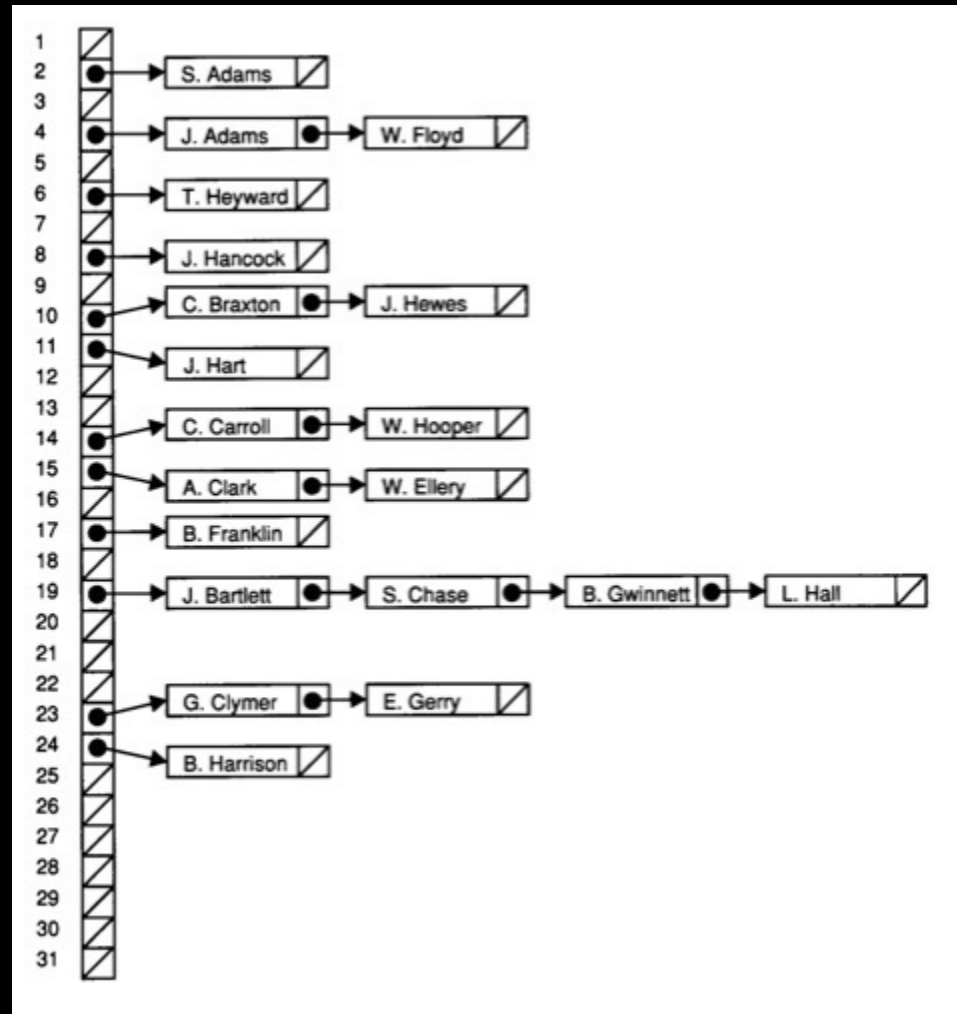 1
2 S. Adams
3
4 J. Adams W. Floyd
5
6 T. Heyward
7
8 J. Hancock
9
10 C. Braxton J. Hewes
11 J. Hart
12
13
14 C. Carroll W. Hooper
15 A. Clark W. Ellery
16
17 B. Franklin
18
19 J. Bartlett S. Chase B. Gwinnett L. Hall
20
21
22
23 G. Clymer E. Gerry
24 B. Harrison
25
26
27
28
29
30
31